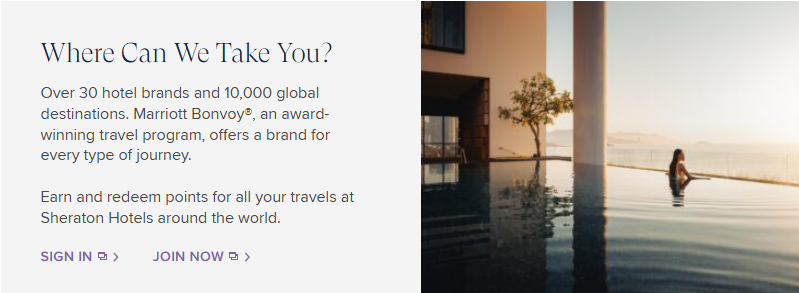 Where Can We Take You?
Over 30 hotel brands and 10,000 global
destinations. Marriott Bonvoy®, an award-
winning travel program, offers a brand for
every type of journey.
Earn and redeem points for all your travels at
Sheraton Hotels around the world.
SIGN IN
JOIN NOW